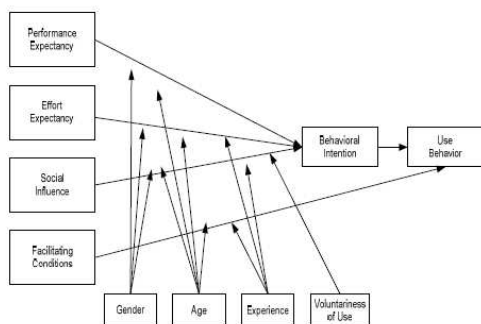 Performance
Expectancy
Effort
Expectancy
Social
Influence
Facilitating
Conditions
Behavioral
Intention
Use
Behavior
Gender
Age
Experience
Voluntariness
of Use